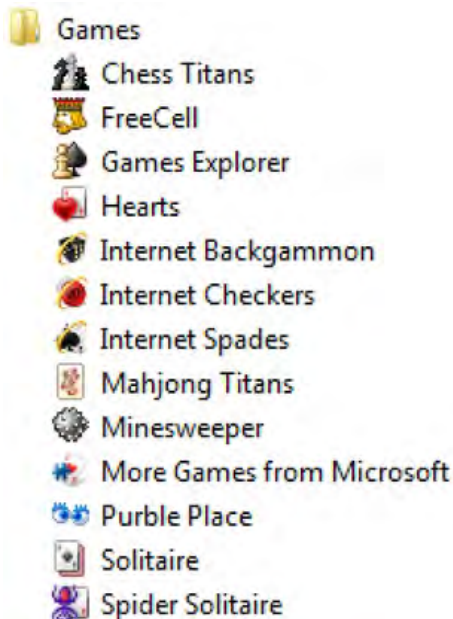 Games
Chess Titans
FreeCell
Games Explorer
Hearts
Internet Backgammon
Internet Checkers
Internet Spades
Mahjong Titans
Minesweeper
More Games from Microsoft
Purble Place
Solitaire
Spider Solitaire